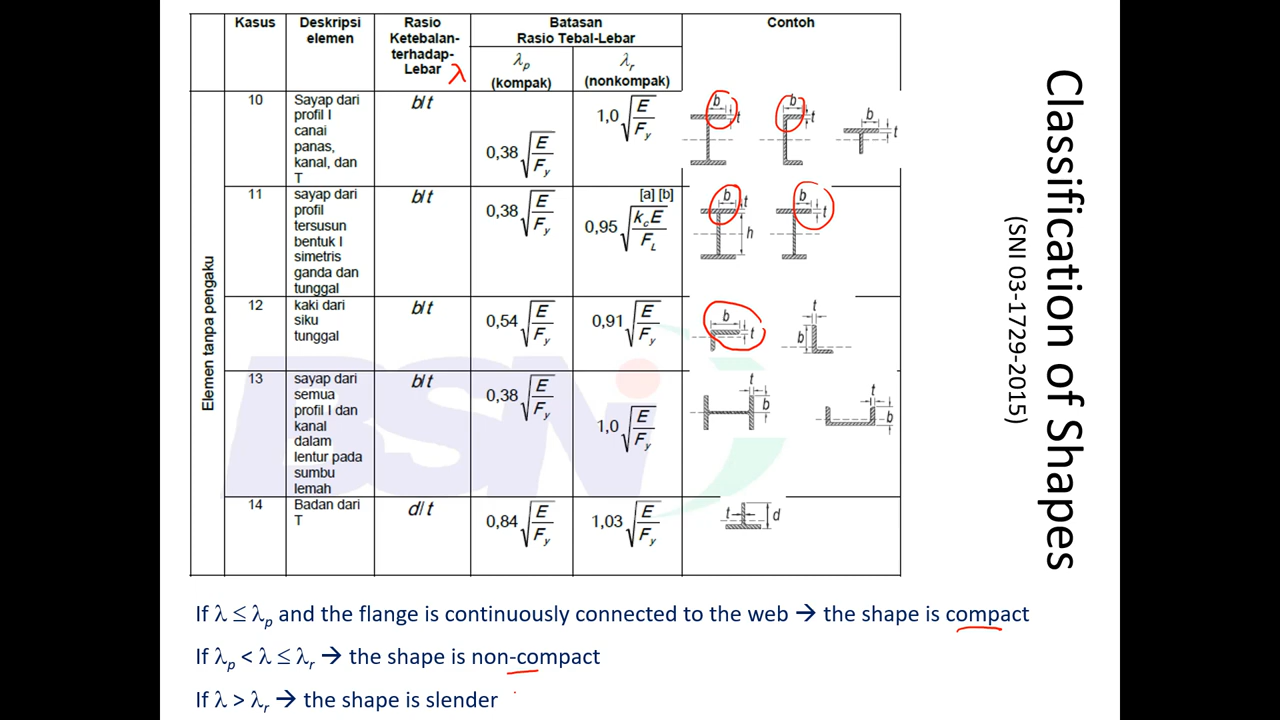 Kasus
Deskripsi
elemen
Rasio
Ketebalan-
terhadap-
Lebar λ
Batasan
Rasio Tebal-Lebar
λp
(kompak)
λr
(nonkompak)
Contoh
Elemen tanpa pengaku
10
Sayap dari
profil I
canai
panas,
kanal, dan
T
b/t
0,38√(E/Fy)
1,0√(E/Fy)
b t
b t
b t
11
sayap dari
profil
tersusun
bentuk I
simetris
ganda dan
tunggal
b/t
0,38√(E/Fy)
[a] [b]
0,95√(kcE/FL)
b t h
b t
12
kaki dari
siku
tunggal
b/t
0,54√(E/Fy)
0,91√(E/Fy)
b t
t b
13
sayap dari
semua
profil I dan
kanal
dalam
lentur pada
sumbu
lemah
b/t
0,38√(E/Fy)
1,0√(E/Fy)
t b
t b
14
Badan dari
T
d/t
0,84√(E/Fy)
1,03√(E/Fy)
t d
BSN
Classification of Shapes
(SNI 03-1729-2015)
If λ ≤ λp and the flange is continuously connected to the web → the shape is compact
If λp < λ ≤ λr → the shape is non-compact
If λ > λr → the shape is slender